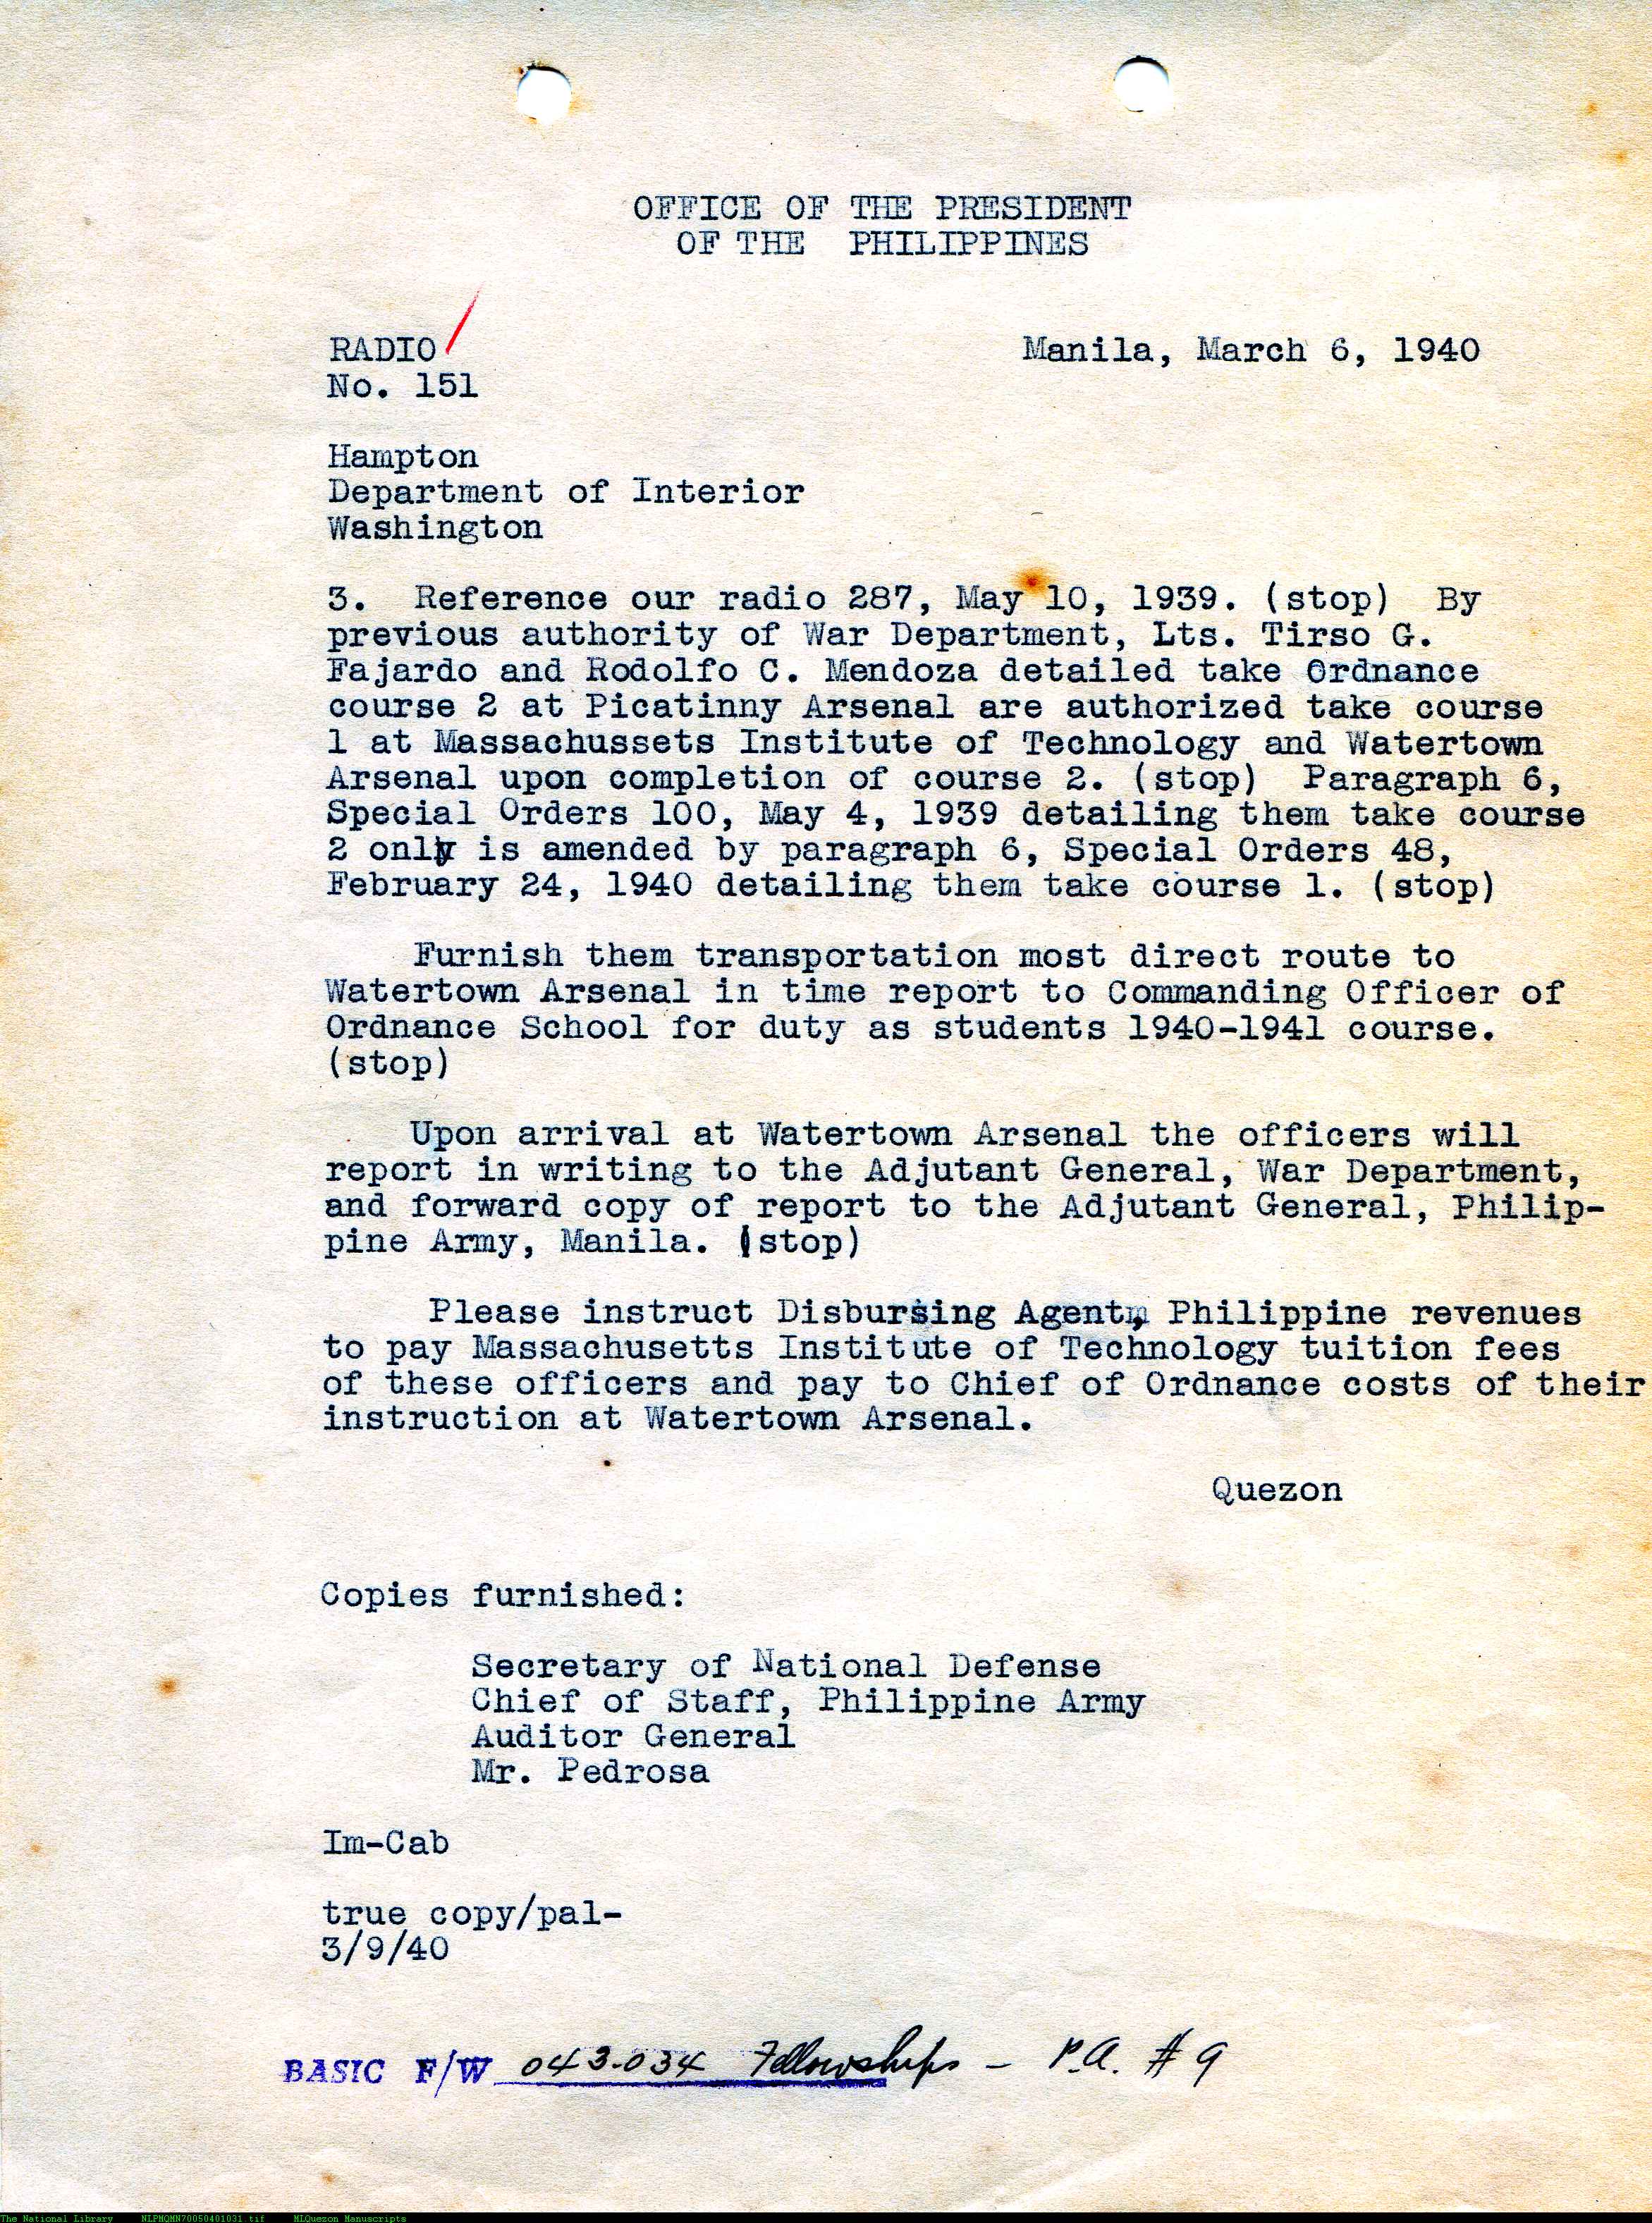 OFFICE OF THE PRESIDENT
OF THE PHILIPPINES
RADIO
No. 151
Manila, March 6, 1940
Hampton
Department of Interior
Washington
3. Reference our radio 287, May 10, 1939. (stop) By
previous authority of War Department, Lts. Tirso G.
Fajardo and Rodolfo C. Mendoza detailed take Ordnance
course 2 at Picatinny Arsenal are authorized take course
1 at Massachussets Institute of Technology and Watertown
Arsenal upon completion of course 2. (stop) Paragraph 6,
Special Orders 100, May 4, 1939 detailing them take course
2 only is amended by paragraph 6, Special Orders 48,
February 24, 1940 detailing them take course 1. (stop)
Furnish them transportation most direct route to
Watertown Arsenal in time report to Commanding Officer of
Ordnance School for duty as students 1940-1941 course.
(stop)
Upon arrival at Watertown Arsenal the officers will
report in writing to the Adjutant General, War Department,
and forward copy of report to the Adjutant General, Philip-
pine Army, Manila. (stop)
Please instruct Disbursing Agent, Philippine revenues
to pay Massachusetts Institute of Technology tuition fees
of these officers and pay to Chief of Ordnance costs of their
instruction at Watertown Arsenal.
Quezon
Copies furnished:
Secretary of National Defense
Chief of Staff, Philippine Army
Auditor General
Mr. Pedrosa
Im-Cab
true copy/pal-
3/9/40
BASIC F/W 043-034 Fellowships - P.A. #9
The National Library NLPMQMN70050401031.tif MLQuezon Manuscripts